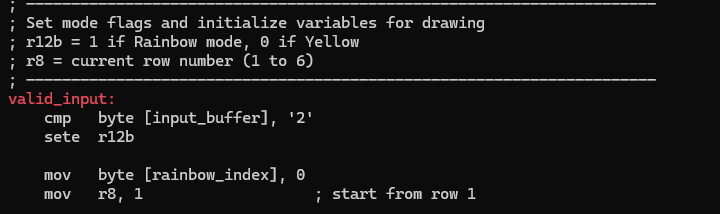 ; ----------------------------------------------------------------------
; Set mode flags and initialize variables for drawing
; r12b = 1 if Rainbow mode, 0 if Yellow
; r8 = current row number (1 to 6)
; ----------------------------------------------------------------------
valid_input:
    cmp   byte [input_buffer], '2'
    sete  r12b

    mov   byte [rainbow_index], 0
    mov   r8, 1                   ; start from row 1